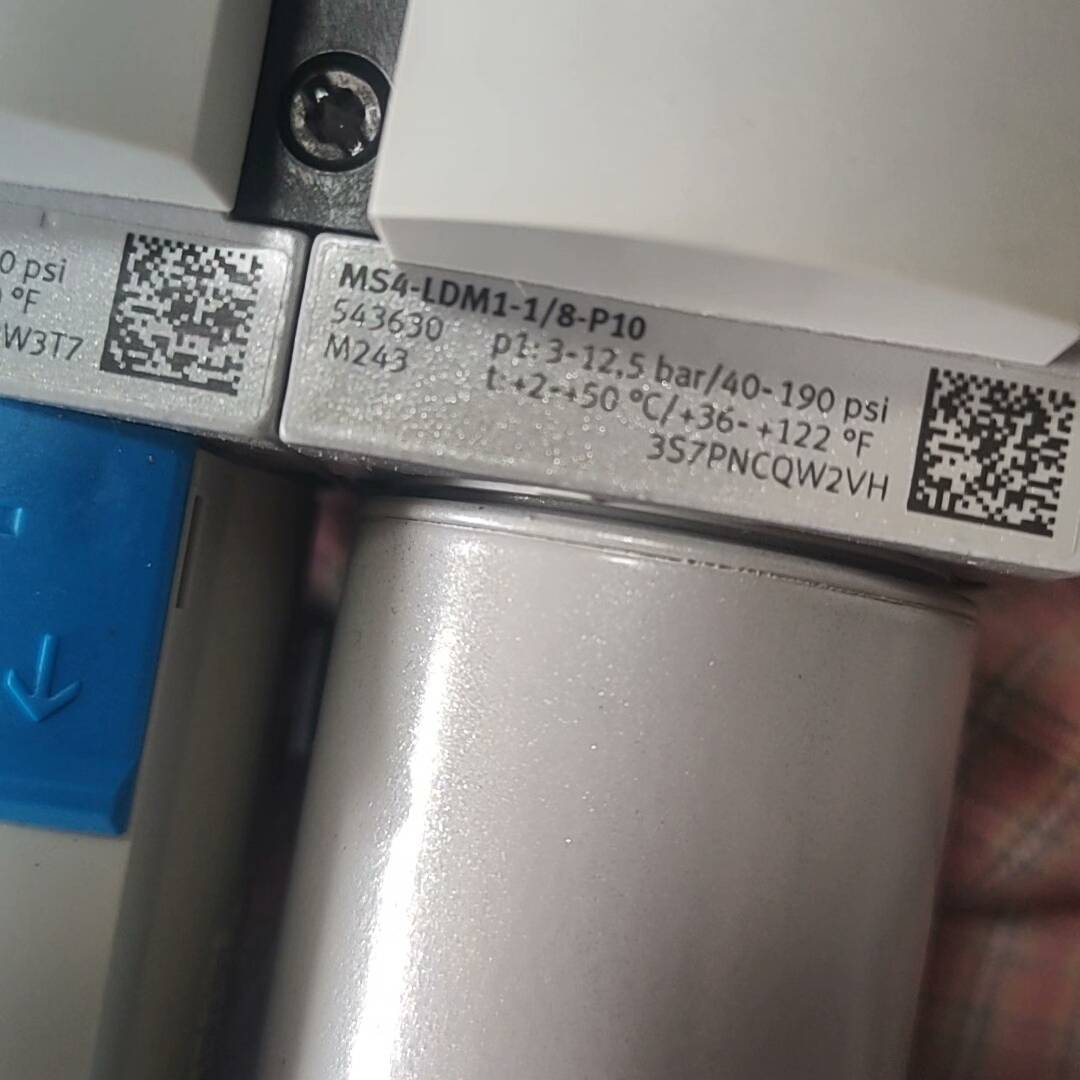 0 psi
°F
W3T7
MS4-LDM1-1/8-P10
543630
M243
p1: 3-12,5 bar/40-190 psi
t:+2-+50 °C/+36-+122 °F
3S7PNCQW2VH